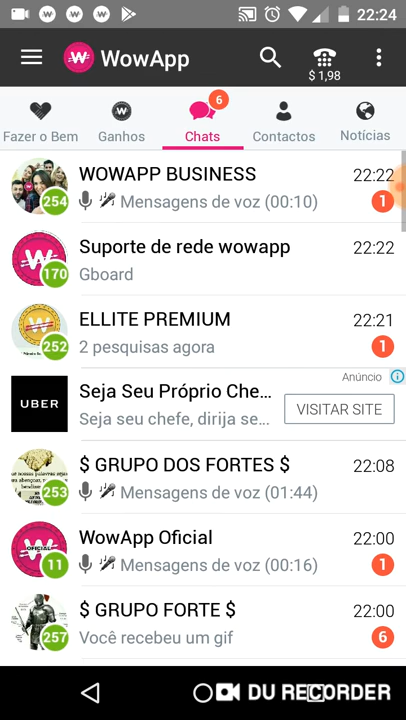 22:24
WowApp
$ 1,98
6
Fazer o Bem
Ganhos
Chats
Contactos
Notícias
WOWAPP BUSINESS
22:22
254
Mensagens de voz (00:10)
1
Suporte de rede wowapp
22:22
170
Gboard
ELLITE PREMIUM
22:21
252
2 pesquisas agora
1
Anúncio
UBER
Seja Seu Próprio Che...
Seja seu chefe, dirija se...
VISITAR SITE
$ GRUPO DOS FORTES $
22:08
253
Mensagens de voz (01:44)
WowApp Oficial
22:00
OFICIAL
11
Mensagens de voz (00:16)
1
$ GRUPO FORTE $
22:00
257
Você recebeu um gif
6
DU RECORDER